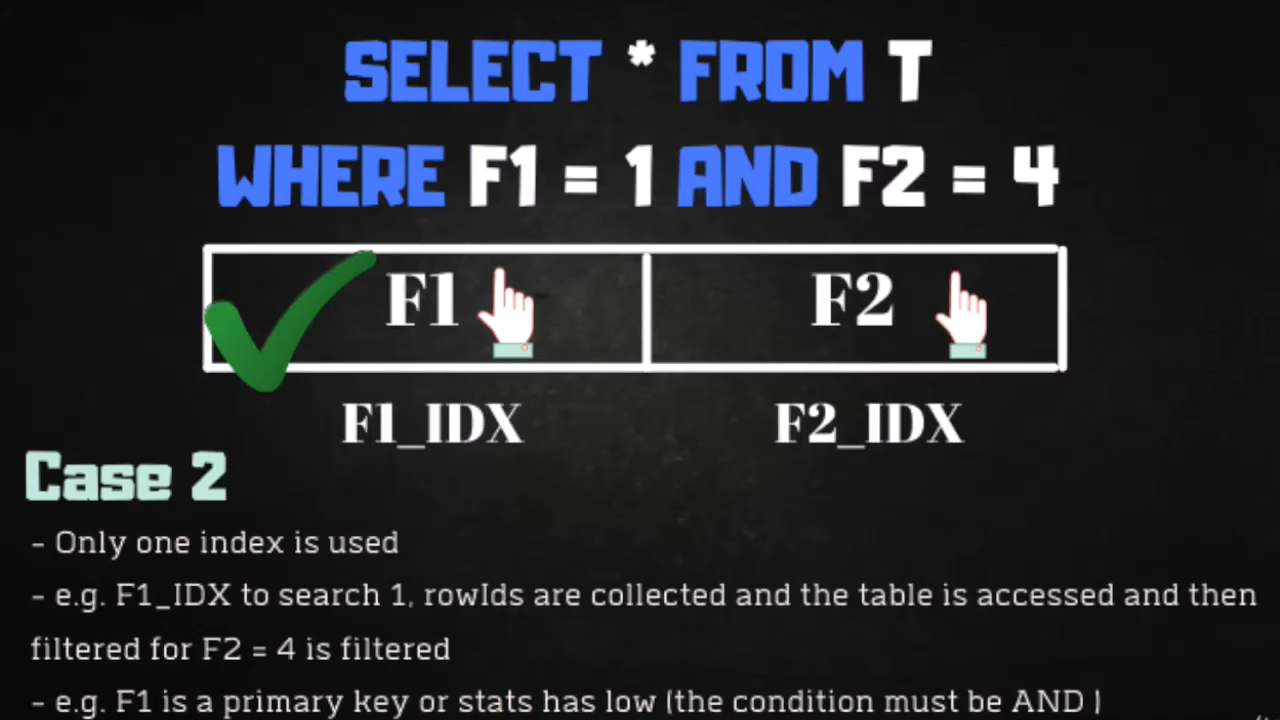 SELECT * FROM T
WHERE F1 = 1 AND F2 = 4
F1 F2
F1_IDX F2_IDX
Case 2
- Only one index is used
- e.g. F1_IDX to search 1, rowIds are collected and the table is accessed and then
filtered for F2 = 4 is filtered
- e.g. F1 is a primary key or stats has low (the condition must be AND )